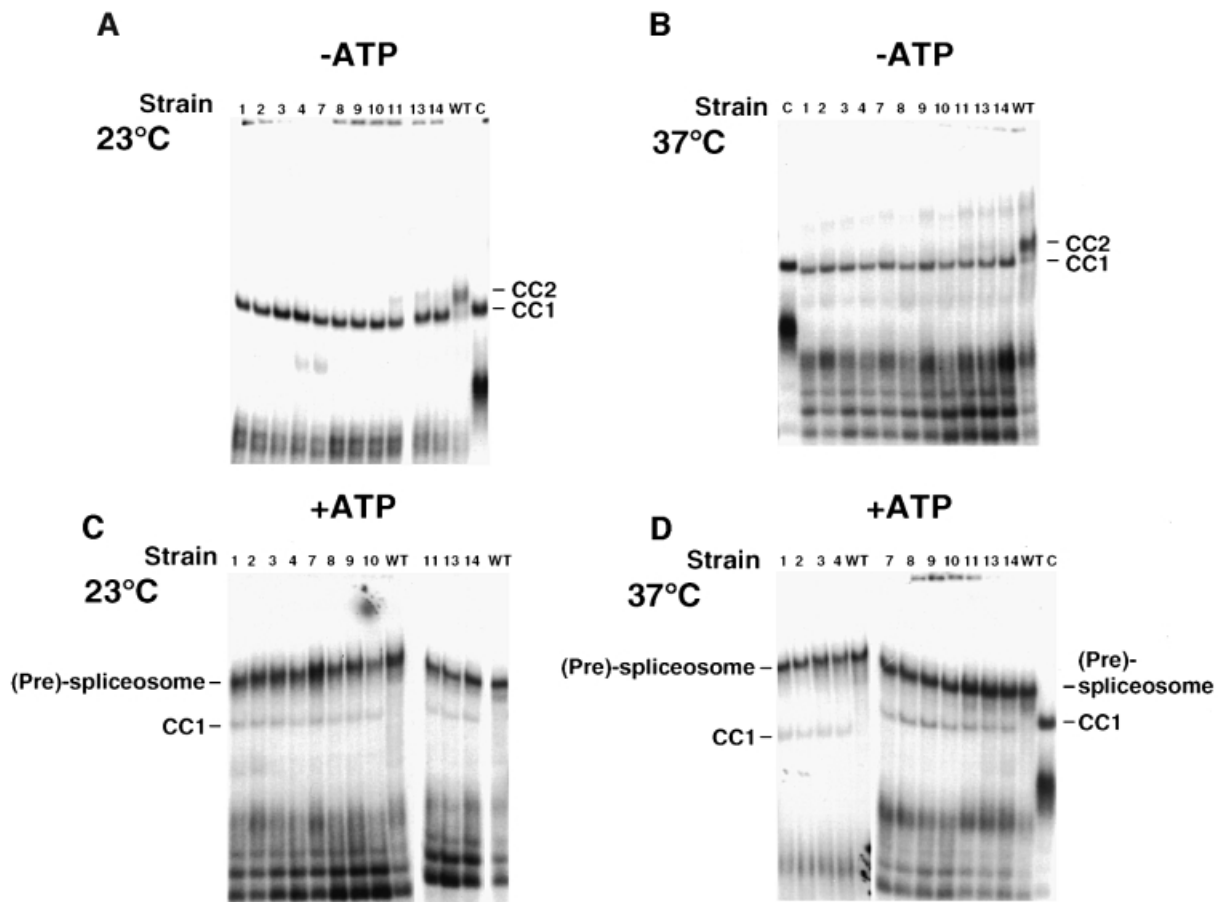 A
-ATP
Strain 1 2 3 4 7 8 9 10 11 13 14 WT C
23°C
CC2
CC1
B
-ATP
Strain C 1 2 3 4 7 8 9 10 11 13 14 WT
37°C
CC2
CC1
C
+ATP
Strain 1 2 3 4 7 8 9 10 WT 11 13 14 WT
23°C
(Pre)-spliceosome
CC1
D
+ATP
Strain 1 2 3 4 WT 7 8 9 10 11 13 14 WT C
37°C
(Pre)-spliceosome
CC1
(Pre)-
spliceosome
CC1